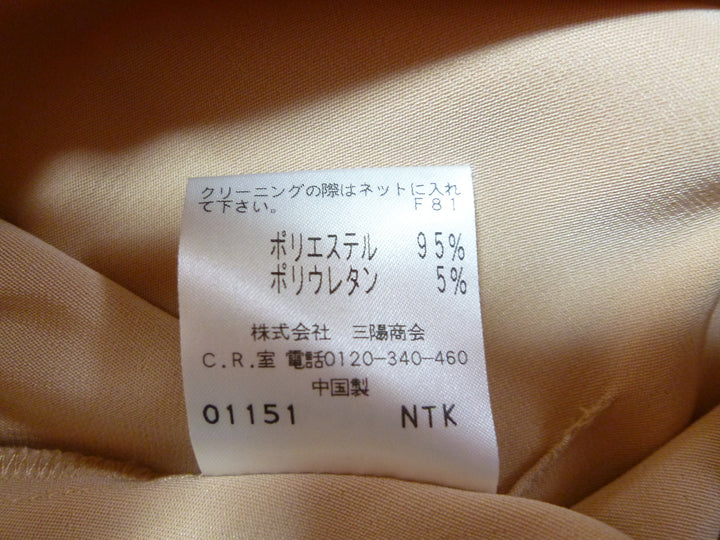 クリーニングの際はネットに入れ
て下さい。 F81
ポリエステル 95%
ポリウレタン 5%
株式会社 三陽商会
C.R.室 電話0120-340-460
中国製
01151 NTK